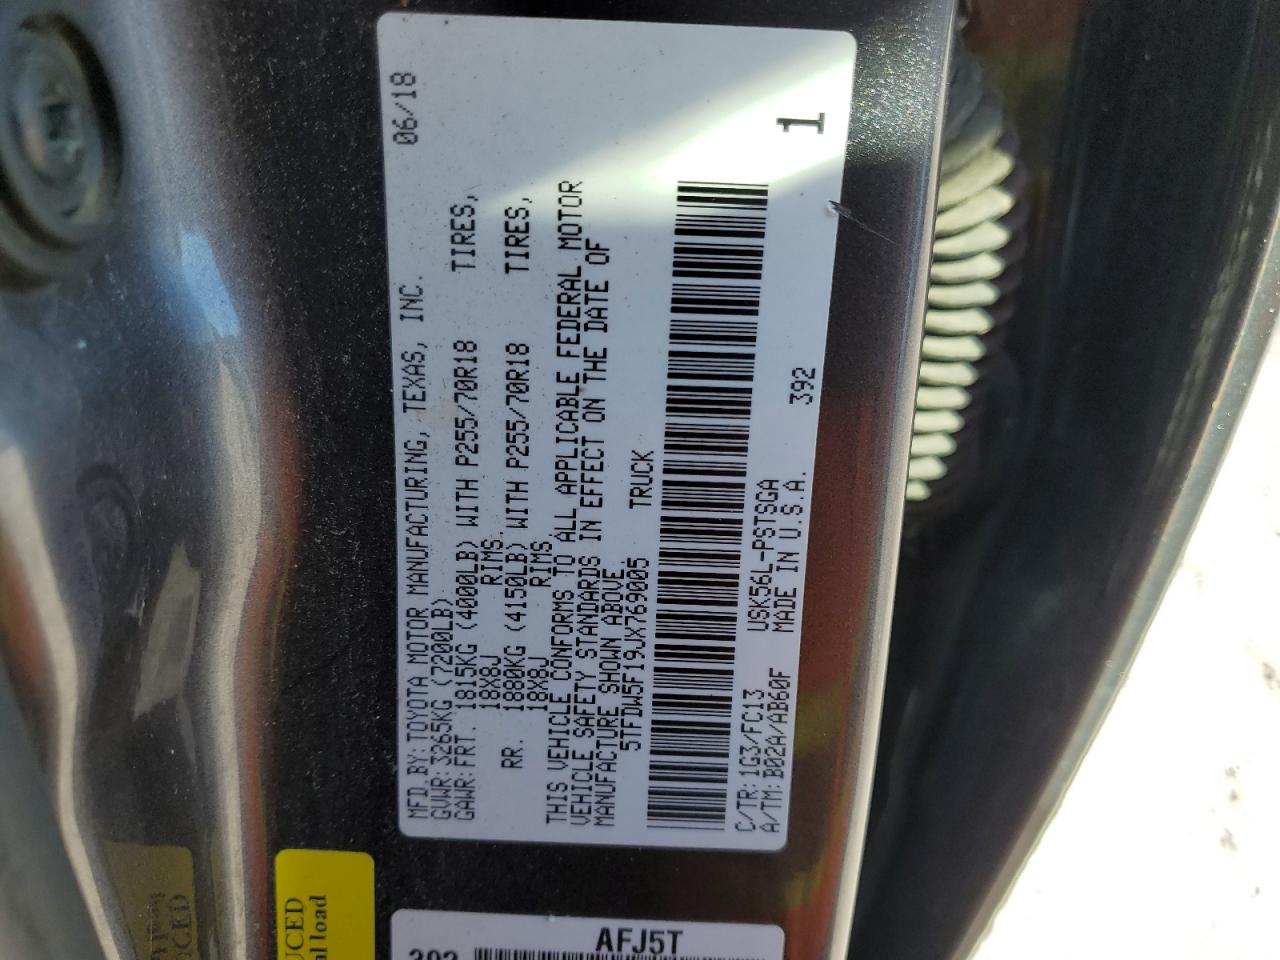 MFD.BY:TOYOTA MOTOR MANUFACTURING, TEXAS, INC. 06/18
GVWR:3265KG(7200LB)
GAWR:FRT. 1815KG (4000LB) WITH P255/70R18 TIRES,
18X8J RIMS.
RR. 1880KG (4150LB) WITH P255/70R18 TIRES,
18X8J RIMS
THIS VEHICLE CONFORMS TO ALL APPLICABLE FEDERAL MOTOR
VEHICLE SAFETY STANDARDS IN EFFECT ON THE DATE OF
MANUFACTURE SHOWN ABOVE.
5TFDW5F19JX769005 TRUCK
C/TR:1G3/FC13 USK56L-PSTSGA
A/TM:B02A/AB60F MADE IN U.S.A. 392
1
AFJ5T
load